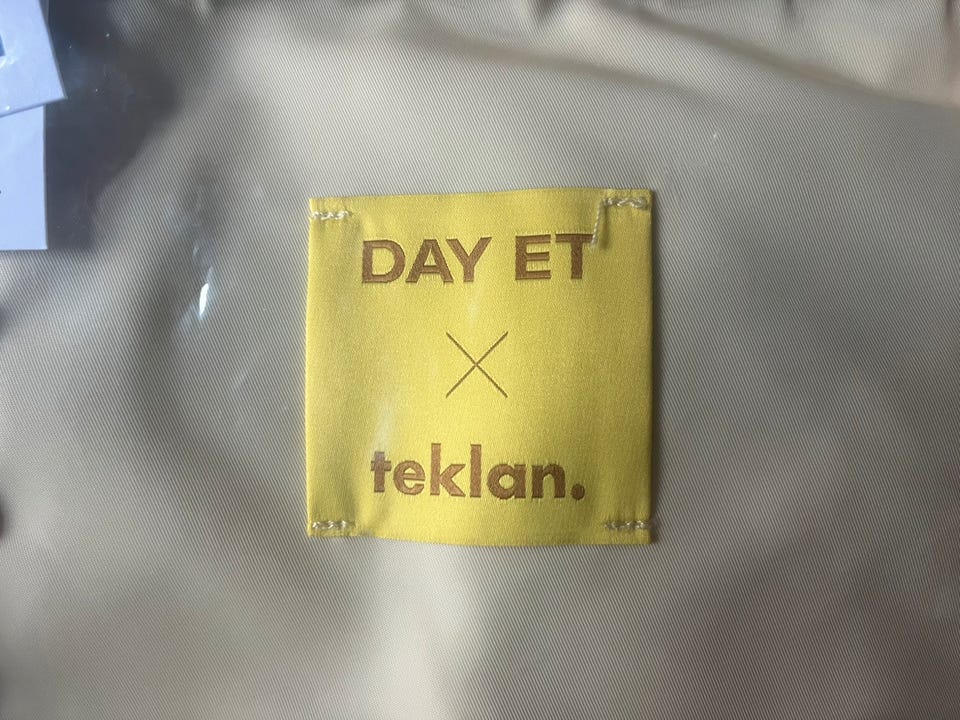 DAY ET
×
teklan.